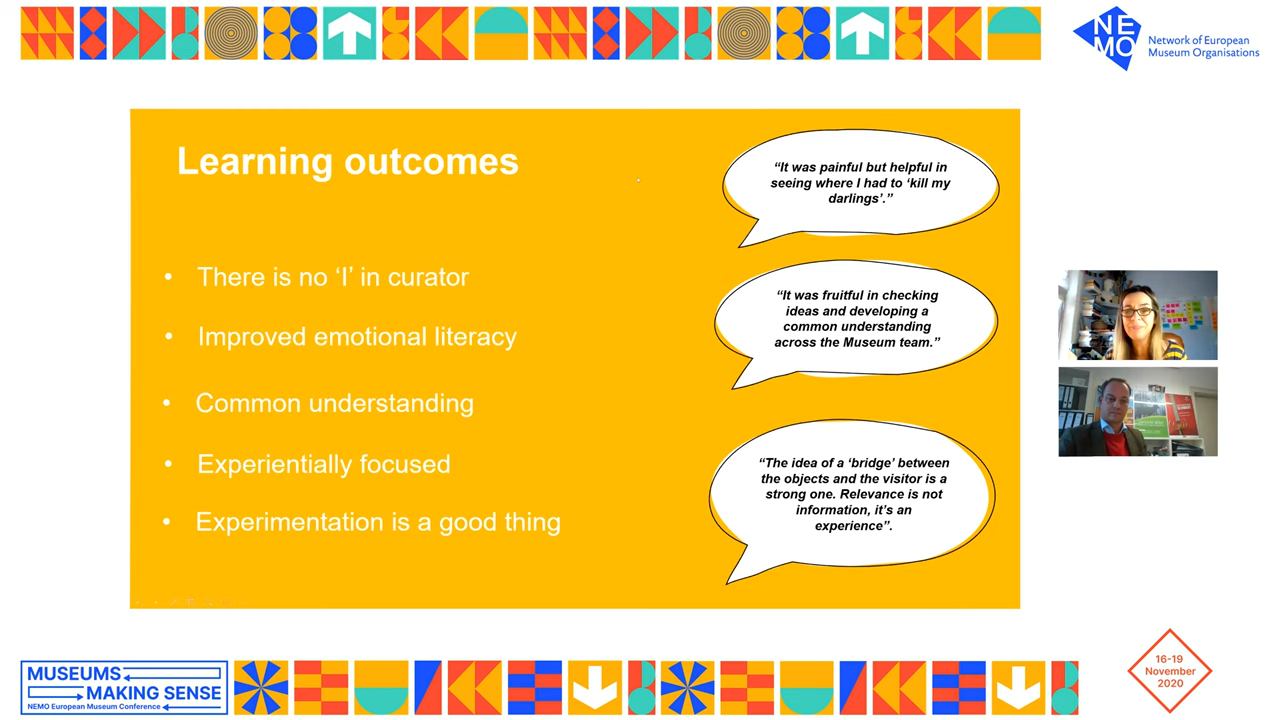 NE
MO
Network of European
Museum Organisations
Learning outcomes
• There is no ‘I’ in curator
• Improved emotional literacy
• Common understanding
• Experientially focused
• Experimentation is a good thing
“It was painful but helpful in
seeing where I had to ‘kill my
darlings’.”
“It was fruitful in checking
ideas and developing a
common understanding
across the Museum team.”
“The idea of a ‘bridge’ between
the objects and the visitor is a
strong one. Relevance is not
information, it’s an
experience”.
MUSEUMS
MAKING SENSE
NEMO European Museum Conference
16-19
November
2020